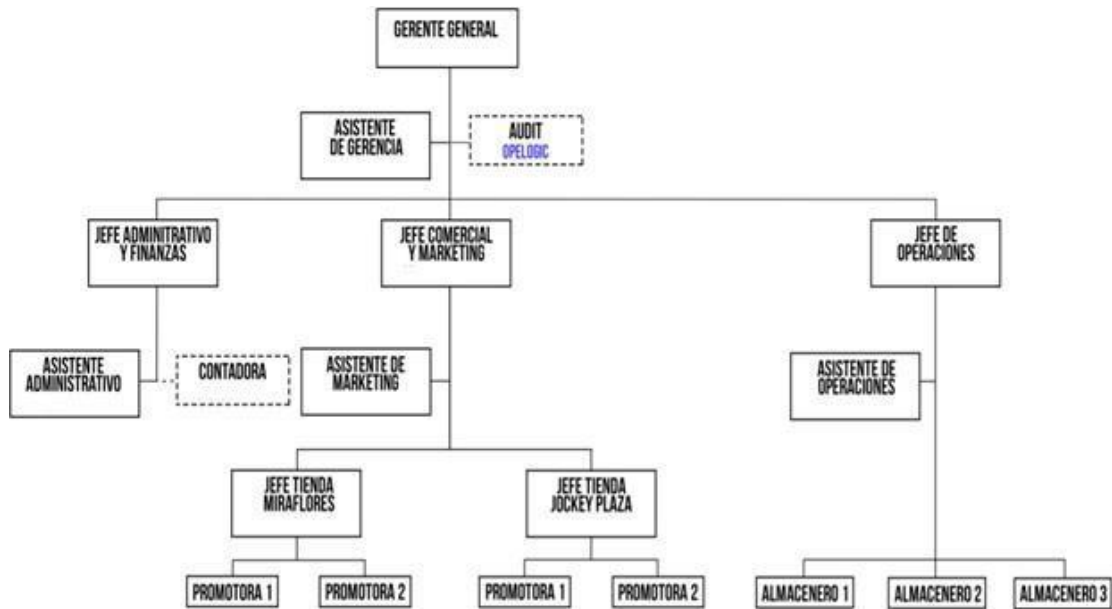 GERENTE GENERAL
ASISTENTE
DE GERENCIA
AUDIT
OPELOGIC
JEFE ADMINITRATIVO
Y FINANZAS
JEFE COMERCIAL
Y MARKETING
JEFE DE
OPERACIONES
ASISTENTE
ADMINISTRATIVO
CONTADORA
ASISTENTE DE
MARKETING
ASISTENTE DE
OPERACIONES
JEFE TIENDA
MIRAFLORES
JEFE TIENDA
JOCKEY PLAZA
PROMOTORA 1
PROMOTORA 2
PROMOTORA 1
PROMOTORA 2
ALMACENERO 1
ALMACENERO 2
ALMACENERO 3